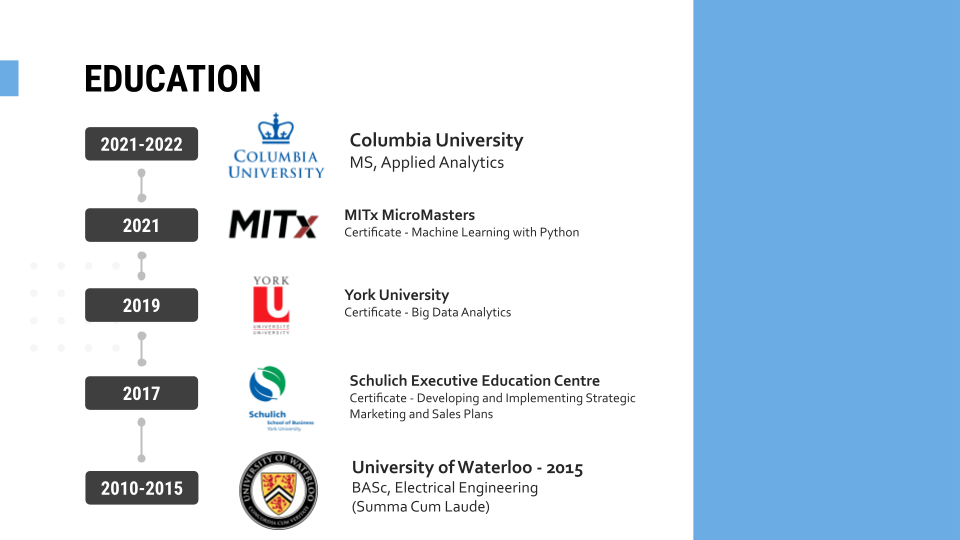 EDUCATION
2021-2022
COLUMBIA
UNIVERSITY
Columbia University
MS, Applied Analytics
2021
MITx
MITx MicroMasters
Certificate - Machine Learning with Python
2019
YORK
U
UNIVERSITÉ
UNIVERSITY
York University
Certificate - Big Data Analytics
2017
Schulich
School of Business
York University
Schulich Executive Education Centre
Certificate - Developing and Implementing Strategic
Marketing and Sales Plans
2010-2015
UNIVERSITY OF WATERLOO
CONCORDIA CUM VERITATE
University of Waterloo - 2015
BASc, Electrical Engineering
(Summa Cum Laude)